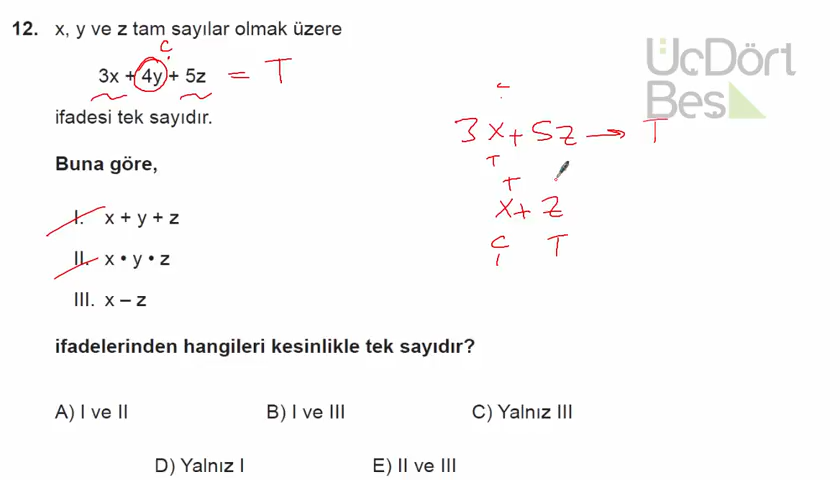 12. x, y ve z tam sayılar olmak üzere
Ç
3x + 4y + 5z = T
ifadesi tek sayıdır.
Buna göre,
I. x + y + z
II. x • y • z
III. x – z
ifadelerinden hangileri kesinlikle tek sayıdır?
A) I ve II B) I ve III C) Yalnız III
D) Yalnız I E) II ve III
ÜçDört
Beş
3x + 5z → T
T
T
x + z
Ç T